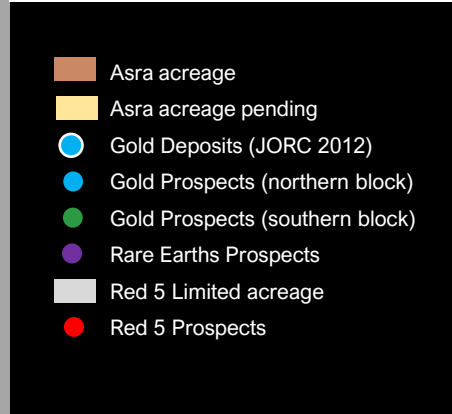 Asra acreage
Asra acreage pending
Gold Deposits (JORC 2012)
Gold Prospects (northern block)
Gold Prospects (southern block)
Rare Earths Prospects
Red 5 Limited acreage
Red 5 Prospects